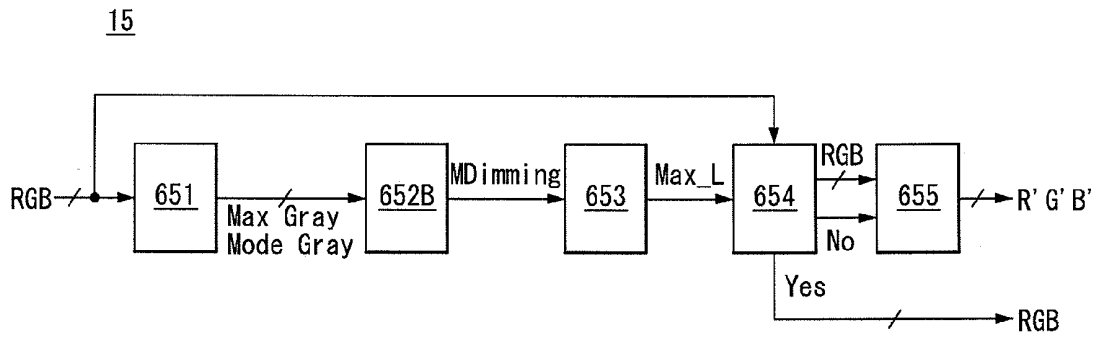 15
RGB
651
Max Gray
Mode Gray
652B
MDimming
653
Max_L
654
RGB
No
Yes
655
R'G'B'
RGB